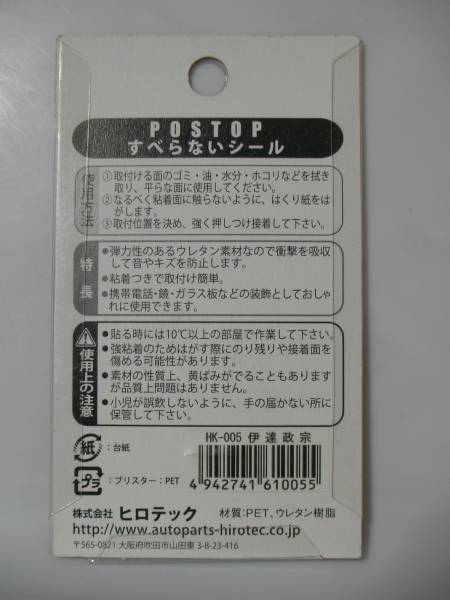 POSTOP
すべらないシール
使用方法
①取付ける面のゴミ・油・水分・ホコリなどを拭き
取り、平らな面に使用してください。
②なるべく粘着面に触らないように、はくり紙をは
がします。
③取付位置を決め、強く押しつけ接着して下さい。
特長
●弾力性のあるウレタン素材なので衝撃を吸収
して音やキズを防止します。
●粘着つきで取付け簡単。
●携帯電話・鏡・ガラス板などの装飾としておしゃ
れに使用できます。
使用上の注意
●貼る時には10℃以上の部屋で作業して下さい。
●強粘着のためはがす際にのり残りや接着面を
傷める可能性があります。
●素材の性質上、黄ばみがでることもあります
が品質上問題はありません。
●小児が誤飲しないように、手の届かない所に
保管して下さい。
紙 :台紙
プラ :ブリスター:PET
HK-005 伊達政宗
4 942741 610055
株式会社 ヒロテック 材質:PET、ウレタン樹脂
http://www.autoparts-hirotec.co.jp
〒565-0821 大阪府吹田市山田東 3-8-23-416